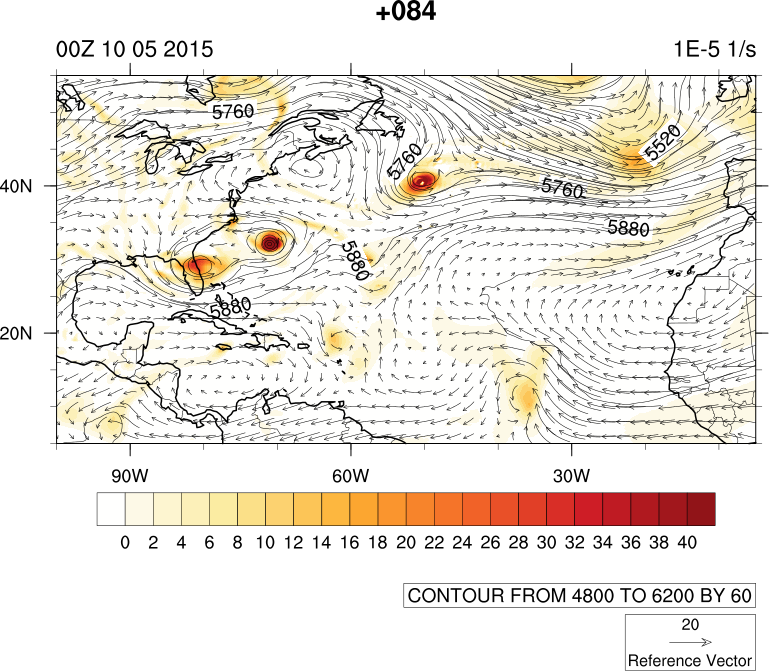 +084
00Z 10 05 2015 1E-5 1/s
5760
5520
5760
40N
5760
5880
5880
5880
20N
90W 60W 30W
0 2 4 6 8 10 12 14 16 18 20 22 24 26 28 30 32 34 36 38 40
CONTOUR FROM 4800 TO 6200 BY 60
20
Reference Vector